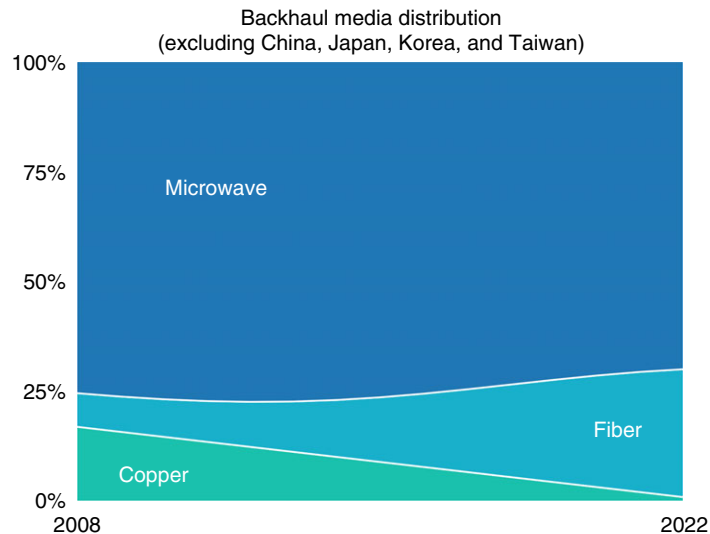 Backhaul media distribution
(excluding China, Japan, Korea, and Taiwan)
100%
75%
Microwave
50%
25%
Fiber
Copper
0%
2008
2022